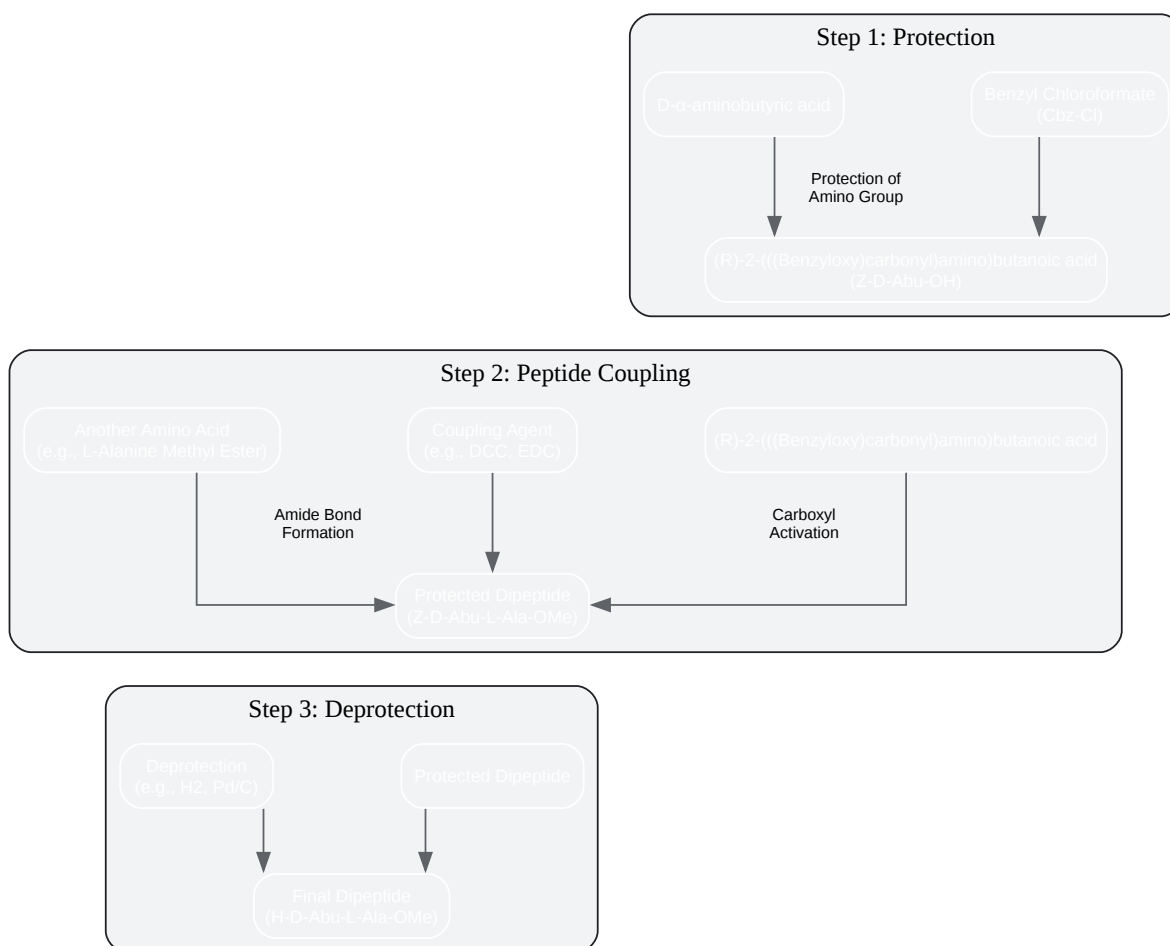 Step 1: Protection
D-α-aminobutyric acid
Benzyl Chloroformate
(Cbz-Cl)
Protection of
Amino Group
(R)-2-(((Benzyloxy)carbonyl)amino)butanoic acid
(Z-D-Abu-OH)
Step 2: Peptide Coupling
Another Amino Acid
(e.g., L-Alanine Methyl Ester)
Coupling Agent
(e.g., DCC, EDC)
(R)-2-(((Benzyloxy)carbonyl)amino)butanoic acid
Amide Bond
Formation
Carboxyl
Activation
Protected Dipeptide
(Z-D-Abu-L-Ala-OMe)
Step 3: Deprotection
Deprotection
(e.g., H2, Pd/C)
Protected Dipeptide
Final Dipeptide
(H-D-Abu-L-Ala-OMe)